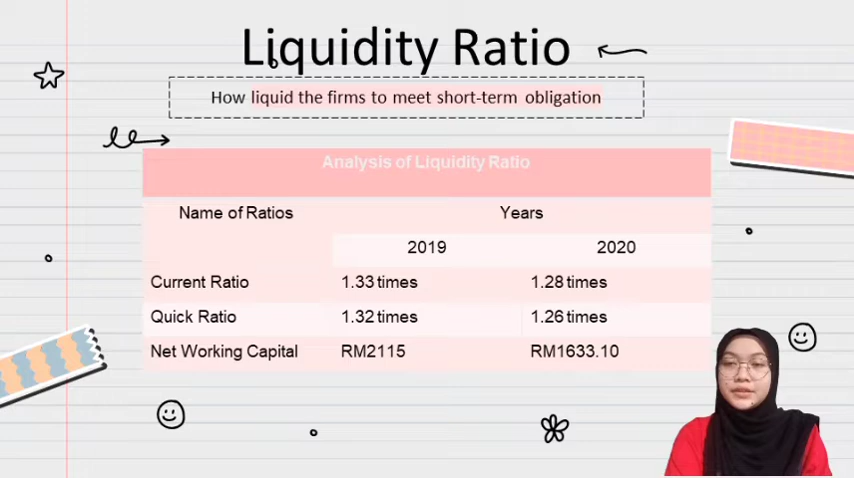 Liquidity Ratio
How liquid the firms to meet short-term obligation
Analysis of Liquidity Ratio
Name of Ratios Years
2019 2020
Current Ratio 1.33 times 1.28 times
Quick Ratio 1.32 times 1.26 times
Net Working Capital RM2115 RM1633.10